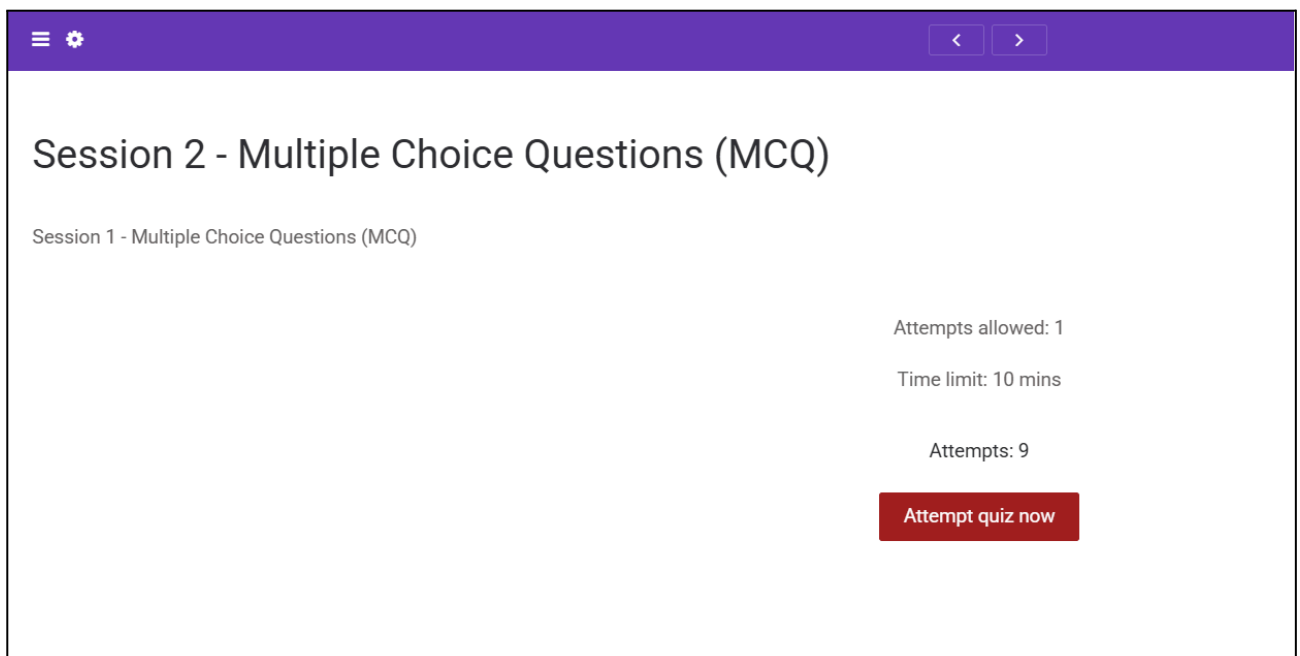 Session 2 - Multiple Choice Questions (MCQ)
Session 1 - Multiple Choice Questions (MCQ)
Attempts allowed: 1
Time limit: 10 mins
Attempts: 9
Attempt quiz now